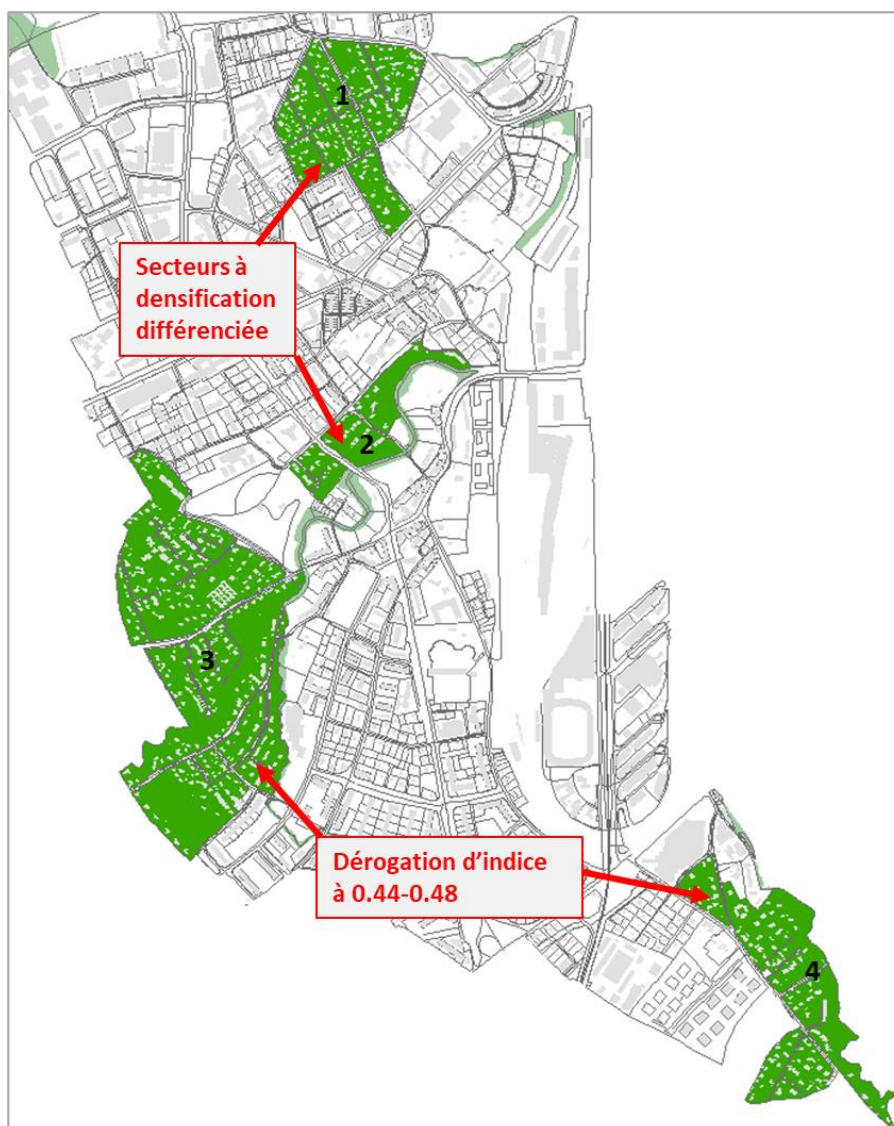 1
Secteurs à
densification
différenciée
2
3
Dérogation d’indice
à 0.44-0.48
4